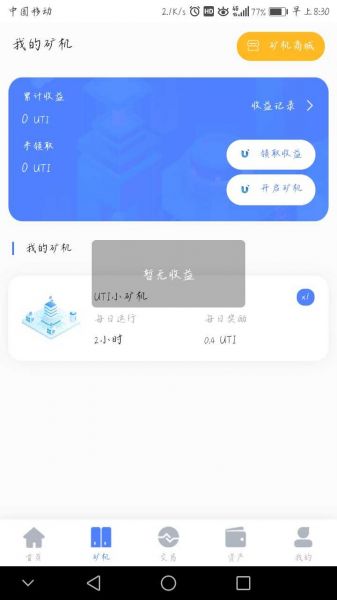 中国移动 2.1K/s HD 4G 77% 早上8:30
我的矿机 矿机商城
累计收益
0 UTI
收益记录
未领取
0 UTI
领取收益
开启矿机
我的矿机
暂无收益
UTI小矿机 x1
每日运行 每日奖励
2小时 0.4 UTI
首页 矿机 交易 资产 我的